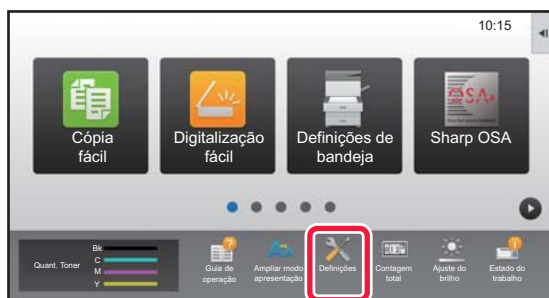 10:15
Cópia
fácil
Digitalização
fácil
Definições de
bandeja
OSA
Sharp OSA
Quant. Toner
Bk
C
M
Y
Guia de
operação
Ampliar modo
apresentação
Definições
Contagem
total
Ajuste do
brilho
Estado do
trabalho